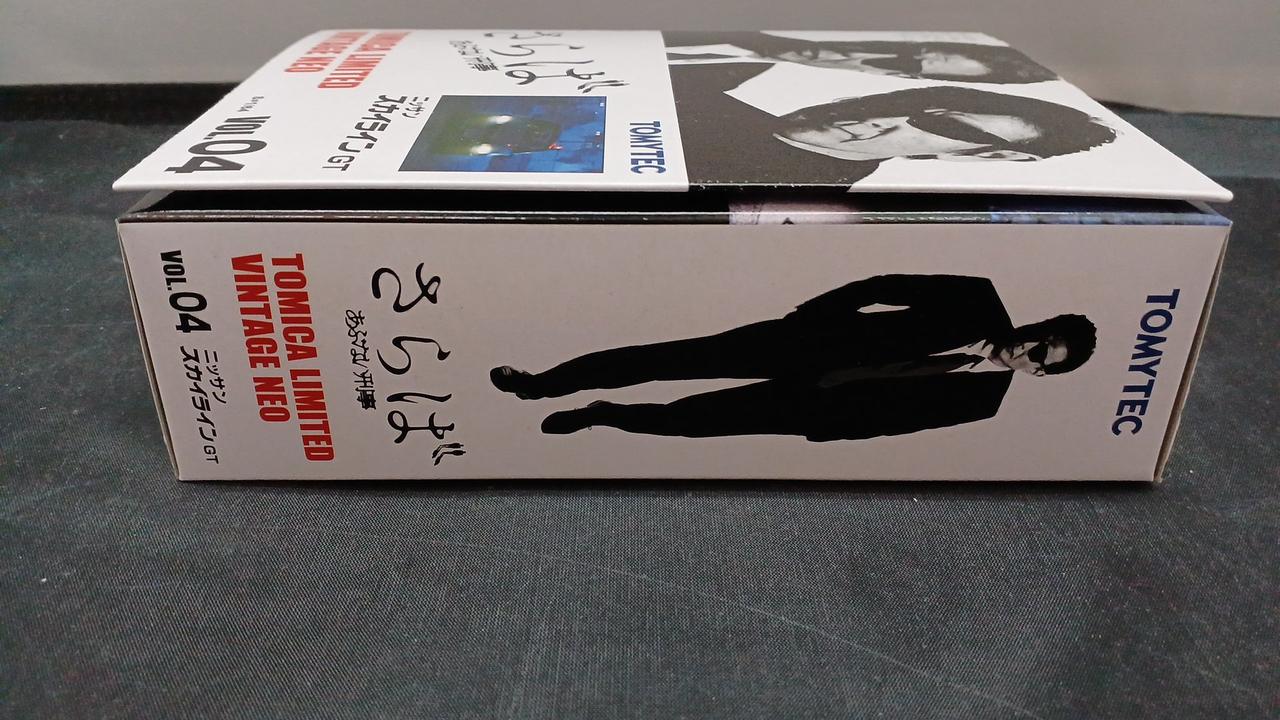 TOMICA LIMITED
VINTAGE NEO
さらば
あぶない刑事
ニッサン
スカイラインGT
VOL.04
TOMYTEC
TOMYTEC
さらば
あぶない刑事
TOMICA LIMITED
VINTAGE NEO
VOL.04
ニッサン
スカイラインGT